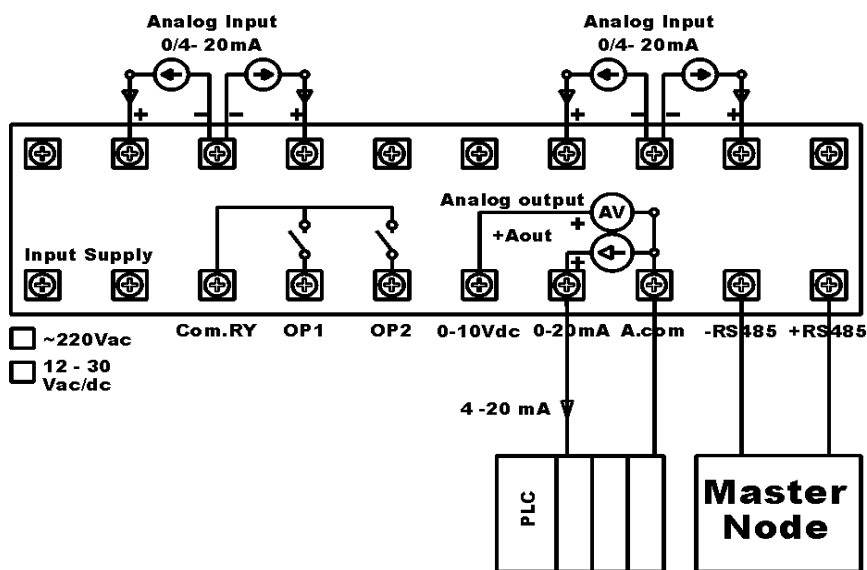 Analog Input
0/4- 20mA
Analog Input
0/4- 20mA
+ – – +
+ – – +
Analog output
AV
+
+Aout
+
Input Supply
Com.RY OP1 OP2 0-10Vdc 0-20mA A.com -RS485 +RS485
~220Vac
12 - 30
Vac/dc
4 -20 mA
PLC
Master
Node